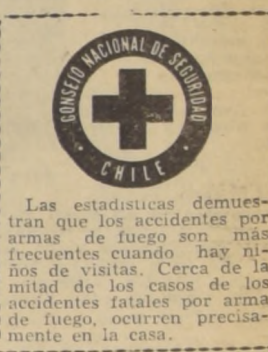 CONSEJO NACIONAL DE SEGURIDAD
CHILE
Las estadisticas demues-
tran que los accidentes por
armas de fuego son más
frecuentes cuando hay ni-
ños de visitas. Cerca de la
mitad de los casos de los
accidentes fatales por arma
de fuego, ocurren precisa-
mente en la casa.